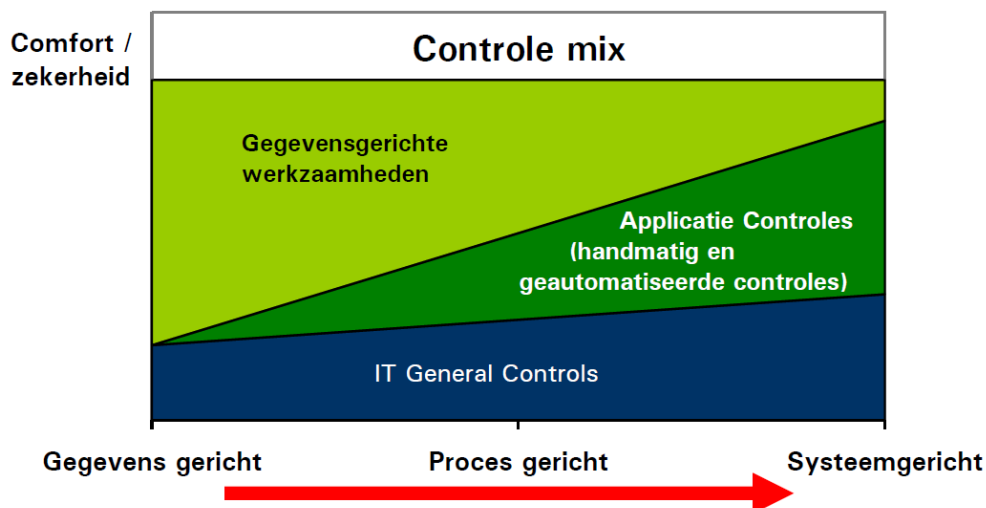 Comfort /
zekerheid
Controle mix
Gegevensgerichte
werkzaamheden
Applicatie Controles
(handmatig en
geautomatiseerde controles)
IT General Controls
Gegevens gericht
Proces gericht
Systeemgericht